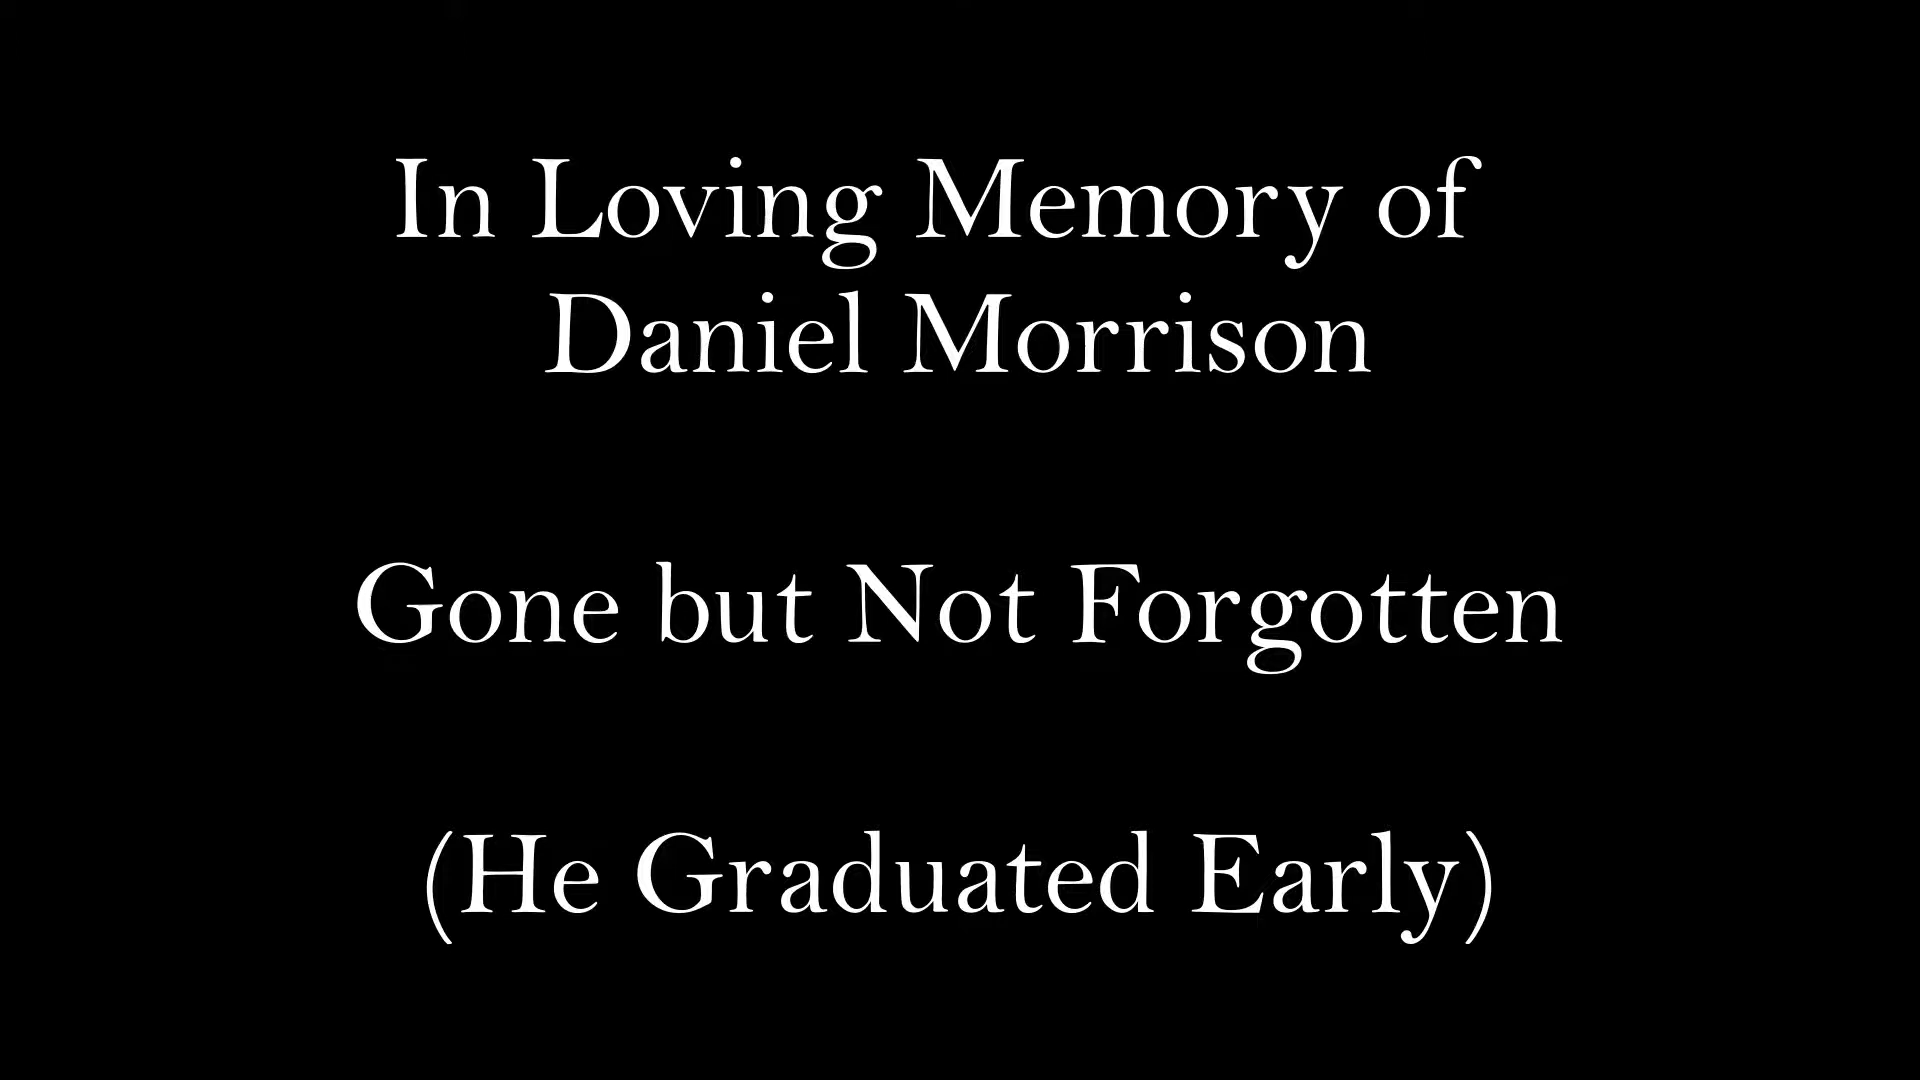 In Loving Memory of
Daniel Morrison
Gone but Not Forgotten
(He Graduated Early)